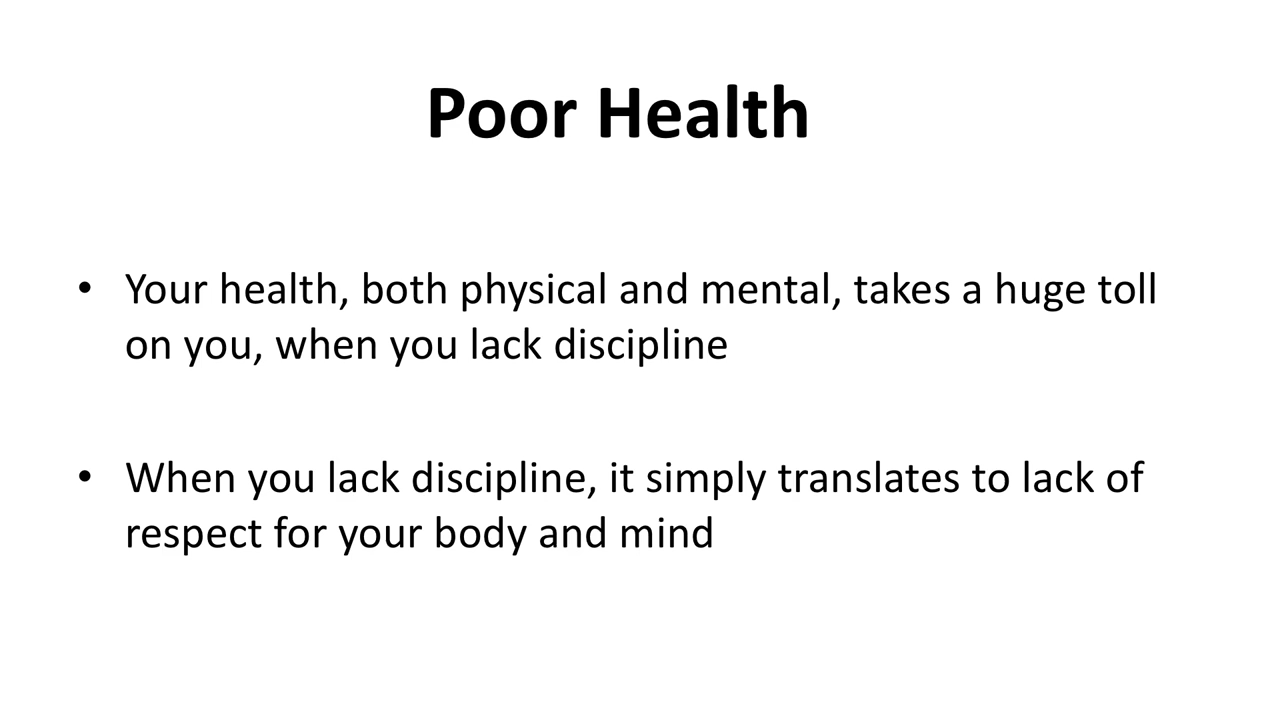 Poor Health
• Your health, both physical and mental, takes a huge toll
on you, when you lack discipline
• When you lack discipline, it simply translates to lack of
respect for your body and mind